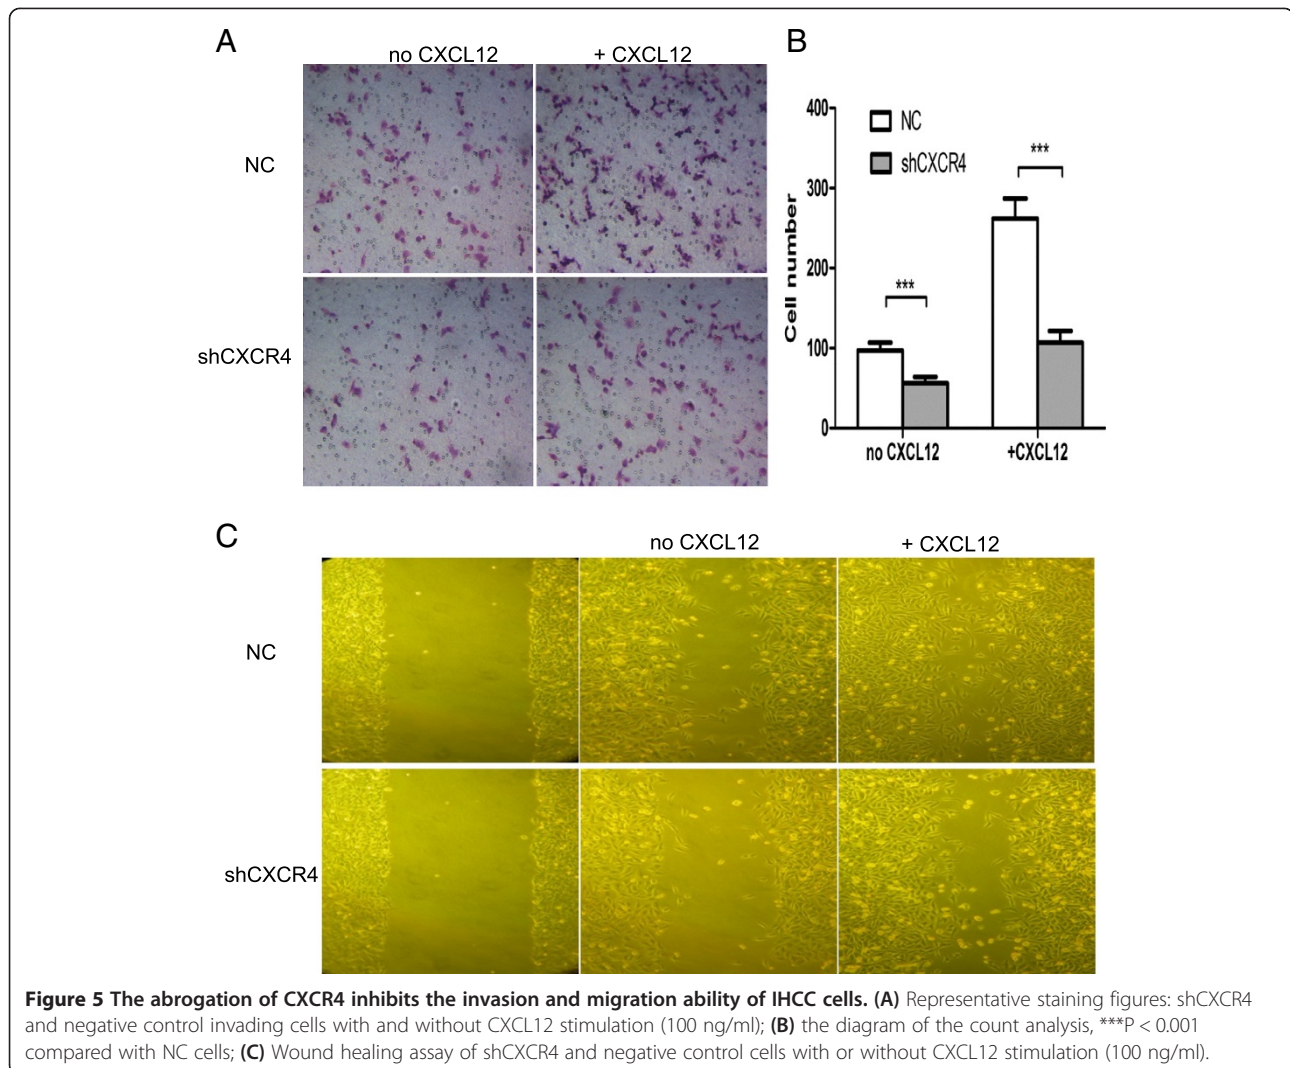 A
no CXCL12
+ CXCL12
NC
shCXCR4
B
400
300
200
100
0
Cell number
NC
shCXCR4
***
***
no CXCL12
+CXCL12
C
no CXCL12
+ CXCL12
NC
shCXCR4
Figure 5 The abrogation of CXCR4 inhibits the invasion and migration ability of IHCC cells. (A) Representative staining figures: shCXCR4
and negative control invading cells with and without CXCL12 stimulation (100 ng/ml); (B) the diagram of the count analysis, ***P < 0.001
compared with NC cells; (C) Wound healing assay of shCXCR4 and negative control cells with or without CXCL12 stimulation (100 ng/ml).